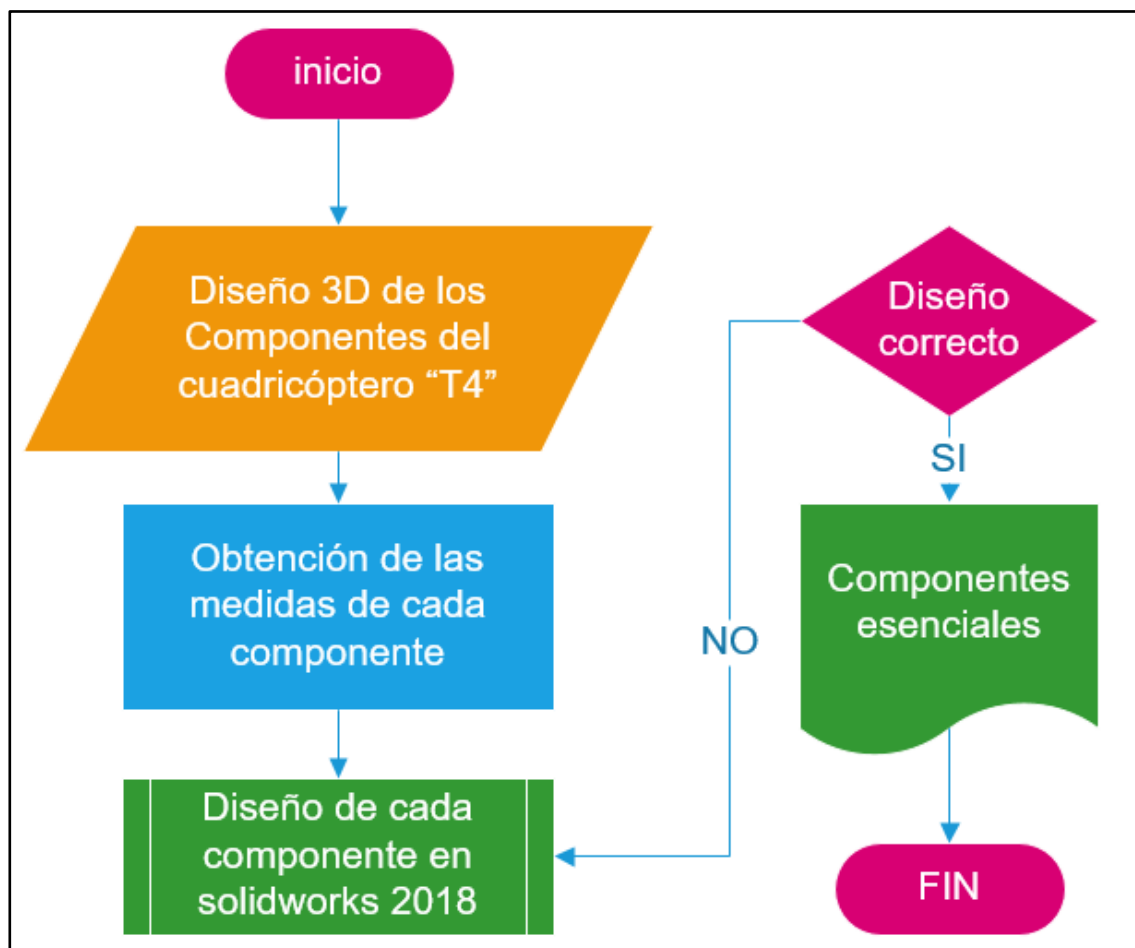 inicio
Diseño 3D de los
Componentes del
cuadricóptero “T4”
Obtención de las
medidas de cada
componente
Diseño de cada
componente en
solidworks 2018
Diseño
correcto
NO
SI
Componentes
esenciales
FIN